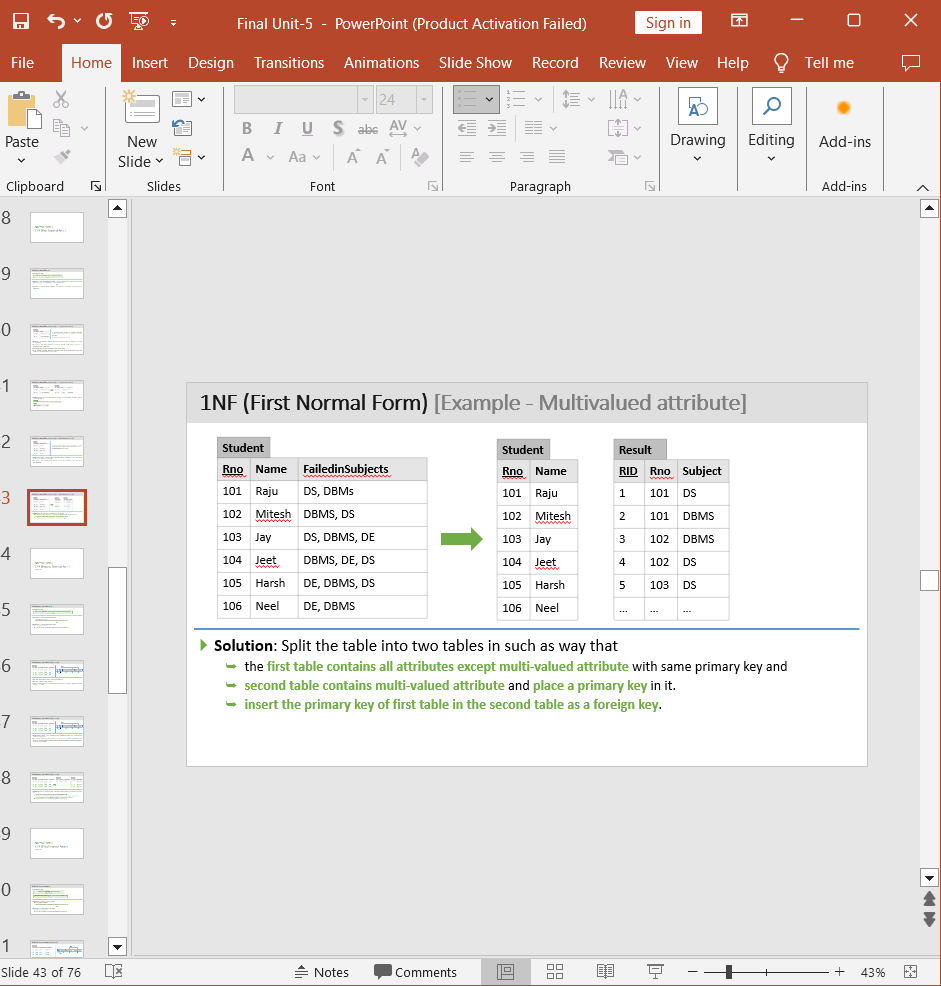 Final Unit-5 - PowerPoint (Product Activation Failed)
Sign in
File Home Insert Design Transitions Animations Slide Show Record Review View Help Tell me
Paste
New
Slide
24
B I U S abc AV
A Aa A A
Drawing
Editing
Add-ins
Clipboard Slides Font Paragraph Add-ins
8
9
0
1
2
3
4
5
6
7
8
9
0
1
1NF (First Normal Form) [Example - Multivalued attribute]
Student
Rno Name FailedinSubjects
101 Raju DS, DBMs
102 Mitesh DBMS, DS
103 Jay DS, DBMS, DE
104 Jeet DBMS, DE, DS
105 Harsh DE, DBMS, DS
106 Neel DE, DBMS
Student
Rno Name
101 Raju
102 Mitesh
103 Jay
104 Jeet
105 Harsh
106 Neel
Result
RID Rno Subject
1 101 DS
2 101 DBMS
3 102 DBMS
4 102 DS
5 103 DS
... ... ...
Solution: Split the table into two tables in such as way that
the first table contains all attributes except multi-valued attribute with same primary key and
second table contains multi-valued attribute and place a primary key in it.
insert the primary key of first table in the second table as a foreign key.
Slide 43 of 76 Notes Comments 43%